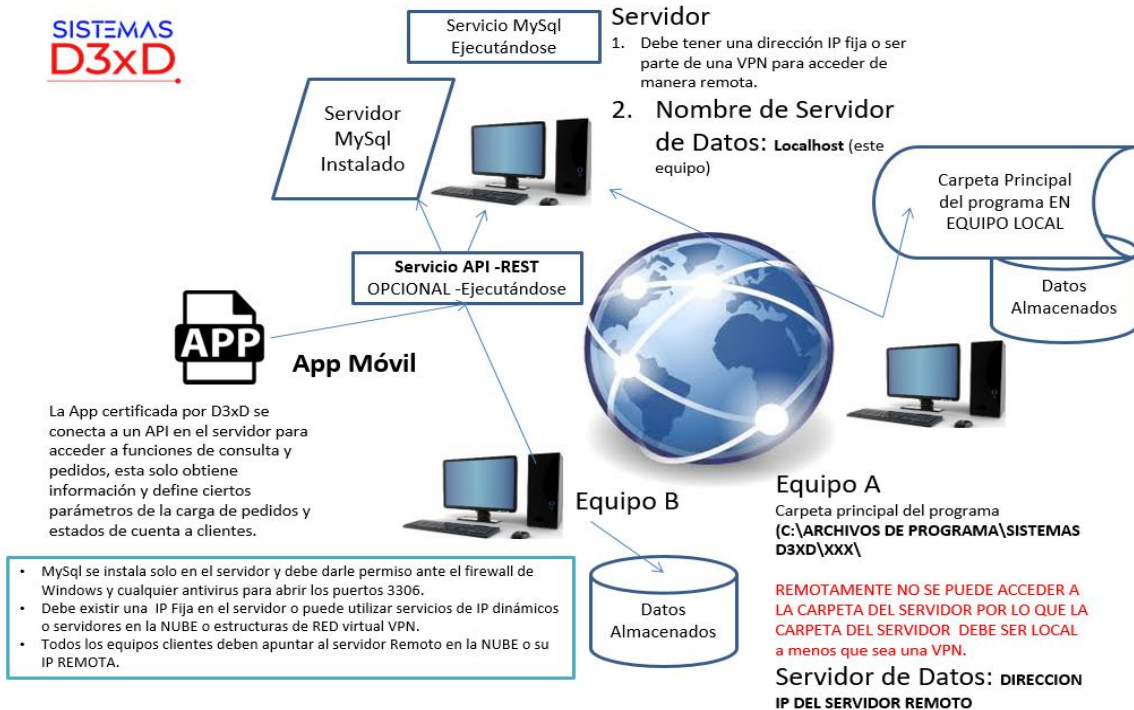 SISTEMAS
D3xD
Servicio MySql
Ejecutándose
Servidor
1. Debe tener una dirección IP fija o ser
parte de una VPN para acceder de
manera remota.
2. Nombre de Servidor
de Datos: Localhost (este
equipo)
Servidor
MySql
Instalado
Carpeta Principal
del programa EN
EQUIPO LOCAL
Datos
Almacenados
Servicio API -REST
OPCIONAL -Ejecutándose
APP
App Móvil
La App certificada por D3xD se
conecta a un API en el servidor para
acceder a funciones de consulta y
pedidos, esta solo obtiene
información y define ciertos
parámetros de la carga de pedidos y
estados de cuenta a clientes.
Equipo B
Datos
Almacenados
Equipo A
Carpeta principal del programa
(C:\ARCHIVOS DE PROGRAMA\SISTEMAS
D3XD\XXX\
REMOTAMENTE NO SE PUEDE ACCEDER A
LA CARPETA DEL SERVIDOR POR LO QUE LA
CARPETA DEL SERVIDOR DEBE SER LOCAL
a menos que sea una VPN.
Servidor de Datos: DIRECCION
IP DEL SERVIDOR REMOTO
• MySql se instala solo en el servidor y debe darle permiso ante el firewall de
Windows y cualquier antivirus para abrir los puertos 3306.
• Debe existir una IP Fija en el servidor o puede utilizar servicios de IP dinámicos
o servidores en la NUBE o estructuras de RED virtual VPN.
• Todos los equipos clientes deben apuntar al servidor Remoto en la NUBE o su
IP REMOTA.